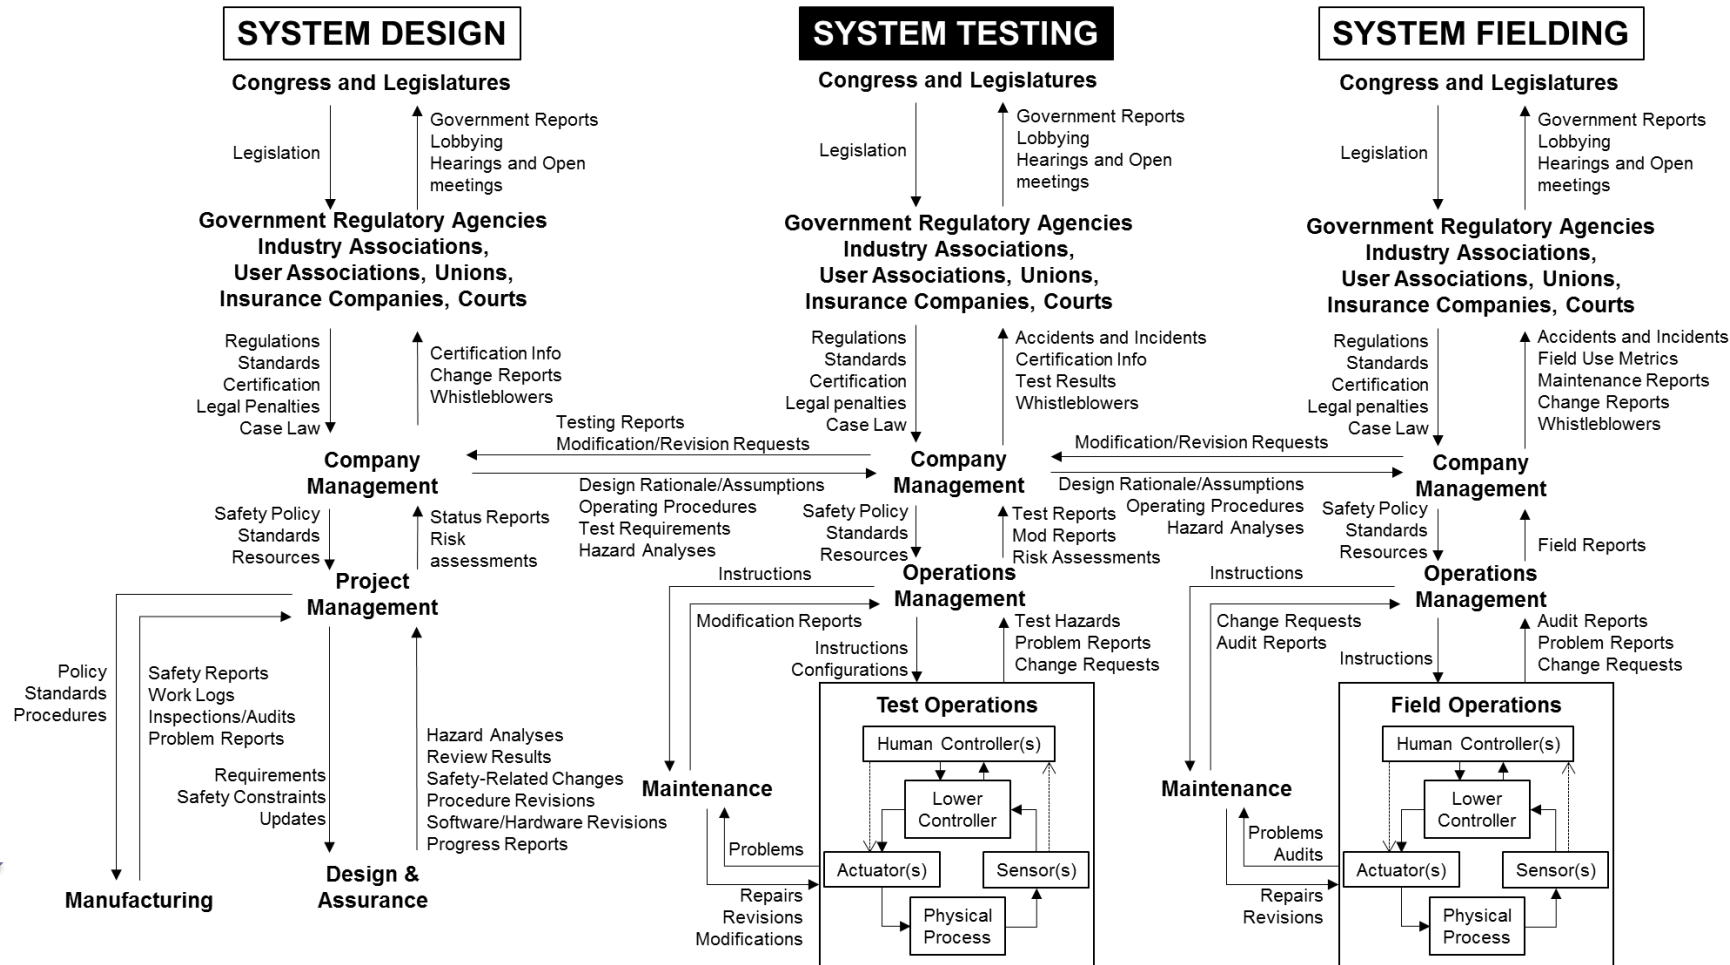 SYSTEM DESIGN
Congress and Legislatures
Legislation
Government Reports
Lobbying
Hearings and Open
meetings
Government Regulatory Agencies
Industry Associations,
User Associations, Unions,
Insurance Companies, Courts
Regulations
Standards
Certification
Legal Penalties
Case Law
Certification Info
Change Reports
Whistleblowers
Company
Management
Safety Policy
Standards
Resources
Status Reports
Risk
assessments
Project
Management
Policy
Standards
Procedures
Safety Reports
Work Logs
Inspections/Audits
Problem Reports
Requirements
Safety Constraints
Updates
Hazard Analyses
Review Results
Safety-Related Changes
Procedure Revisions
Software/Hardware Revisions
Progress Reports
Manufacturing
Design &
Assurance
Testing Reports
Modification/Revision Requests
Design Rationale/Assumptions
Operating Procedures
Test Requirements
Hazard Analyses
SYSTEM TESTING
Congress and Legislatures
Legislation
Government Reports
Lobbying
Hearings and Open
meetings
Government Regulatory Agencies
Industry Associations,
User Associations, Unions,
Insurance Companies, Courts
Regulations
Standards
Certification
Legal penalties
Case Law
Accidents and Incidents
Certification Info
Test Results
Whistleblowers
Company
Management
Safety Policy
Standards
Resources
Test Reports
Mod Reports
Risk Assessments
Operations
Management
Instructions
Modification Reports
Instructions
Configurations
Test Hazards
Problem Reports
Change Requests
Maintenance
Problems
Repairs
Revisions
Modifications
Test Operations
Human Controller(s)
Lower
Controller
Actuator(s)
Sensor(s)
Physical
Process
Modification/Revision Requests
Design Rationale/Assumptions
Operating Procedures
Hazard Analyses
SYSTEM FIELDING
Congress and Legislatures
Legislation
Government Reports
Lobbying
Hearings and Open
meetings
Government Regulatory Agencies
Industry Associations,
User Associations, Unions,
Insurance Companies, Courts
Regulations
Standards
Certification
Legal penalties
Case Law
Accidents and Incidents
Field Use Metrics
Maintenance Reports
Change Reports
Whistleblowers
Company
Management
Safety Policy
Standards
Resources
Field Reports
Operations
Management
Instructions
Change Requests
Audit Reports
Instructions
Audit Reports
Problem Reports
Change Requests
Maintenance
Problems
Audits
Repairs
Revisions
Field Operations
Human Controller(s)
Lower
Controller
Actuator(s)
Sensor(s)
Physical
Process